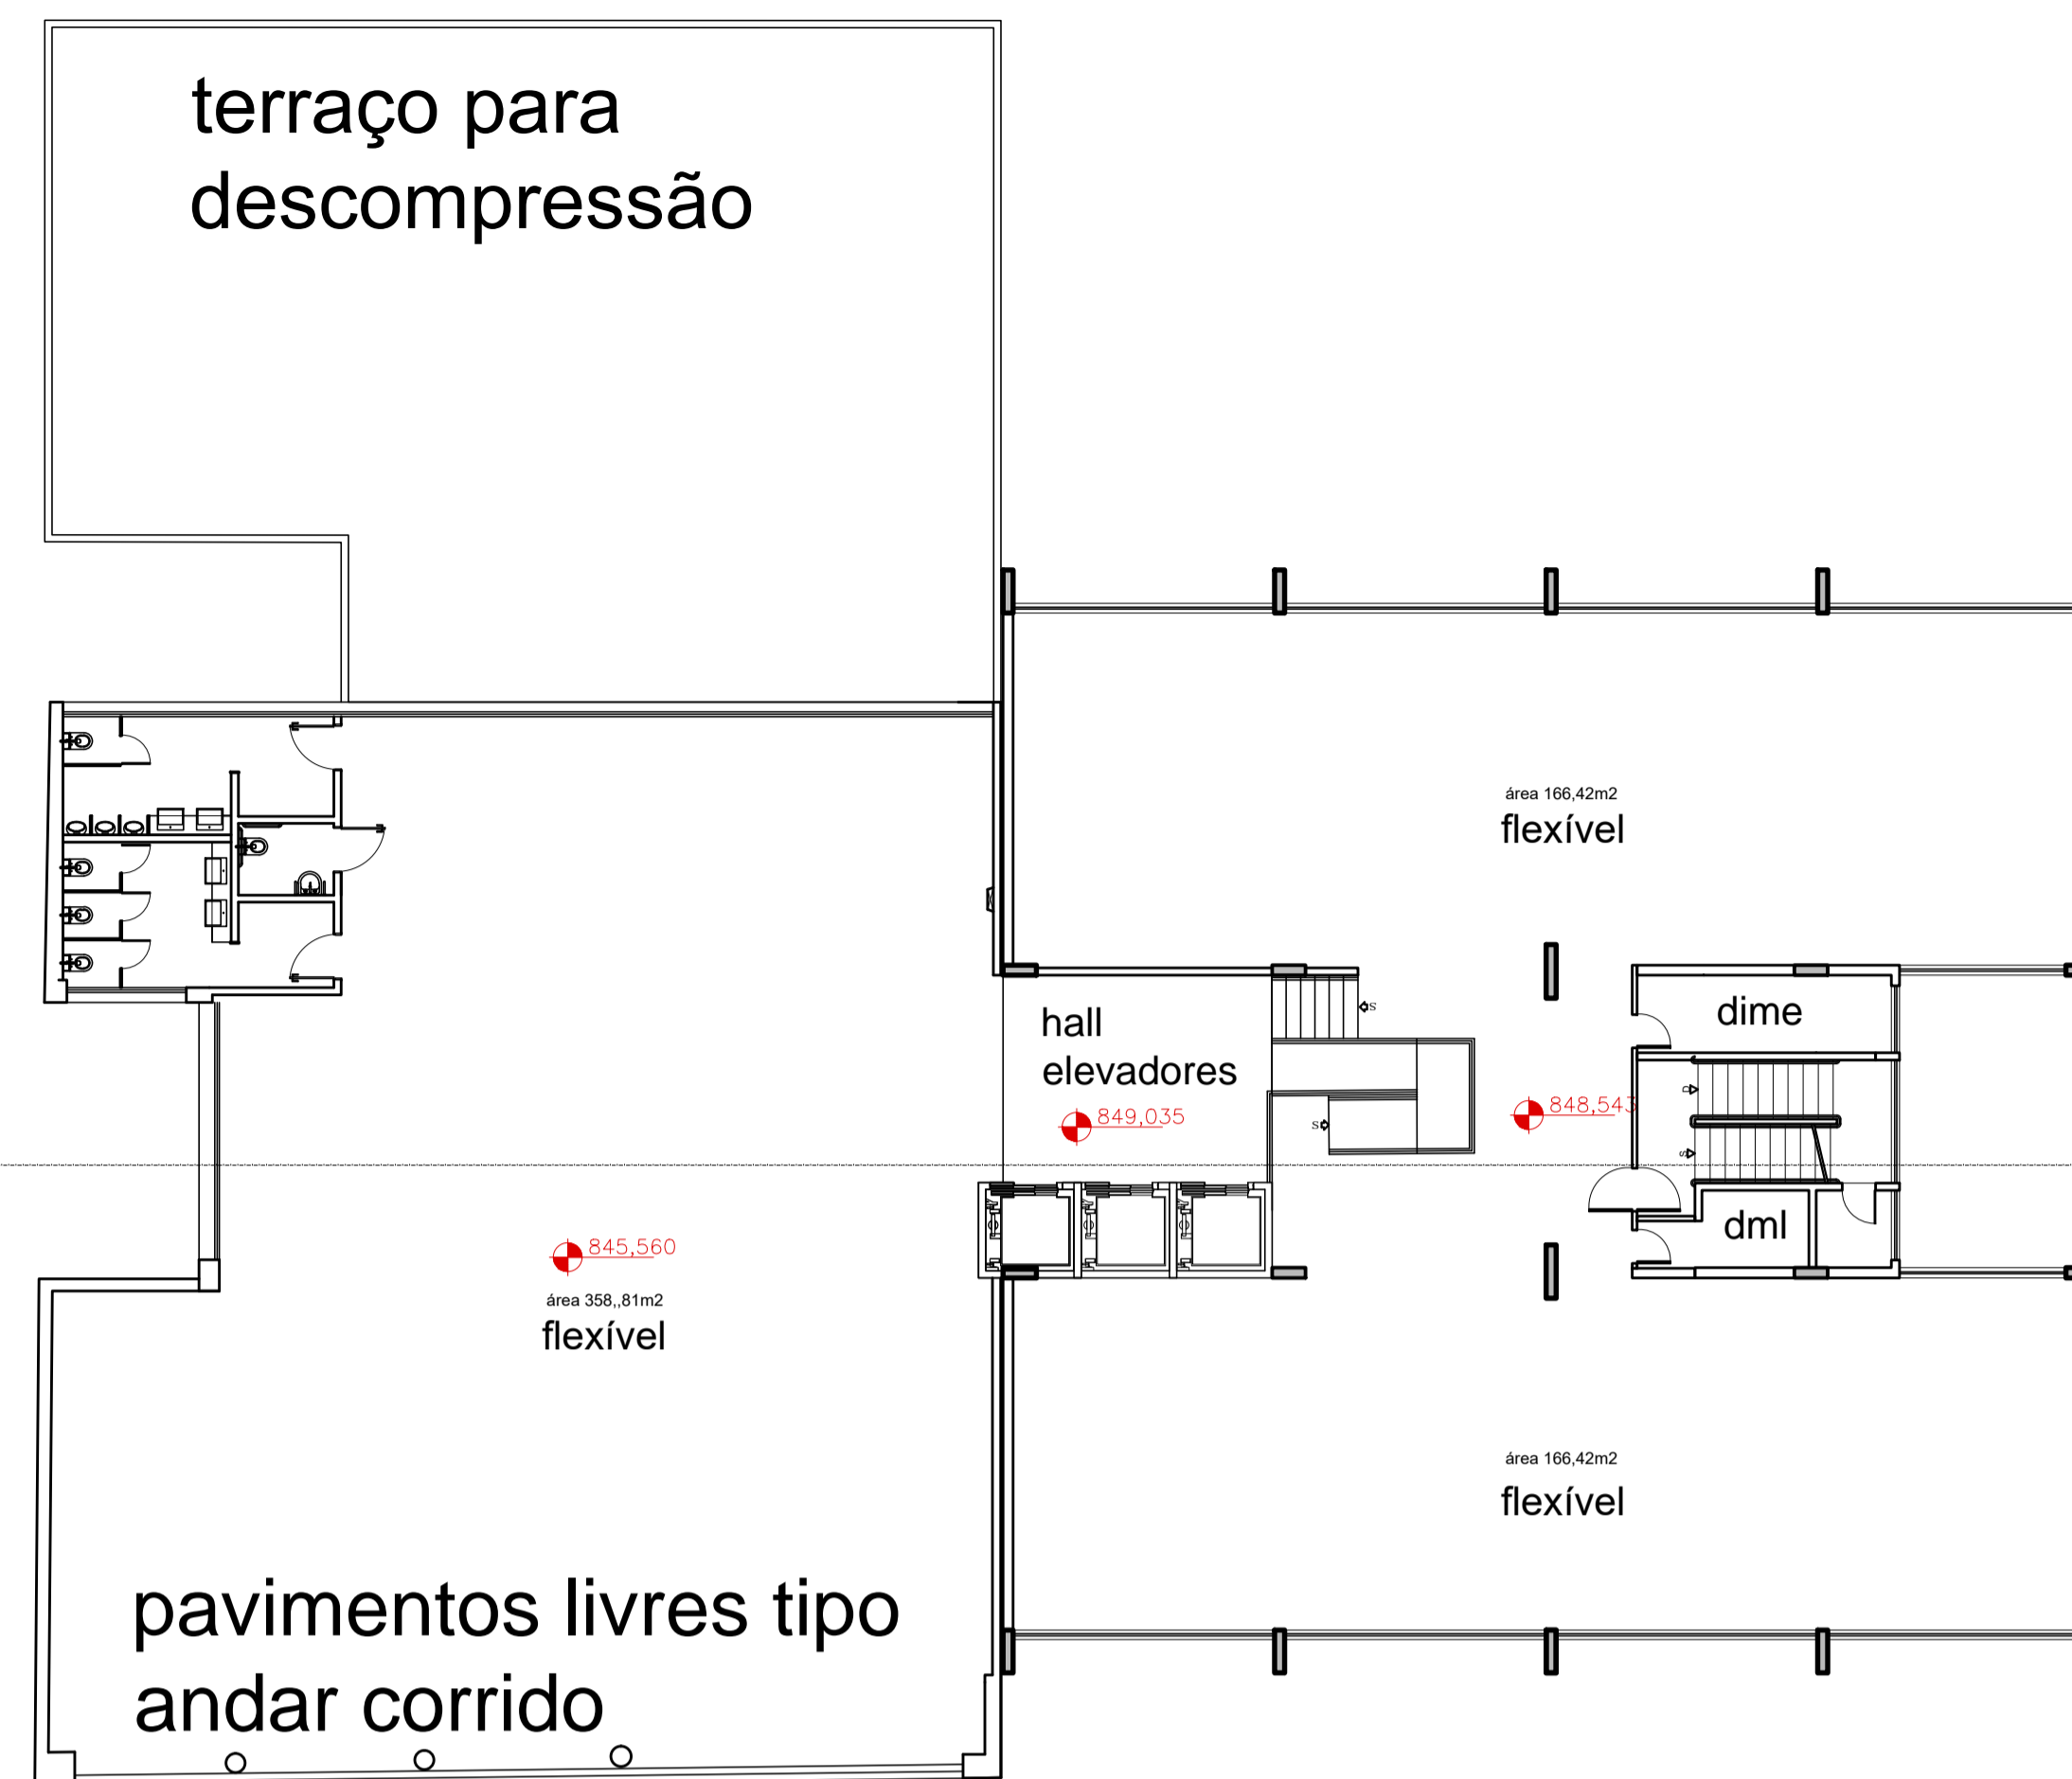 terraço para
descompressão
área 166,42m2
flexível
hall
elevadores
849,035
S
S
848,543
dime
D
S
dml
845,560
área 358,,81m2
flexível
área 166,42m2
flexível
pavimentos livres tipo
andar corrido